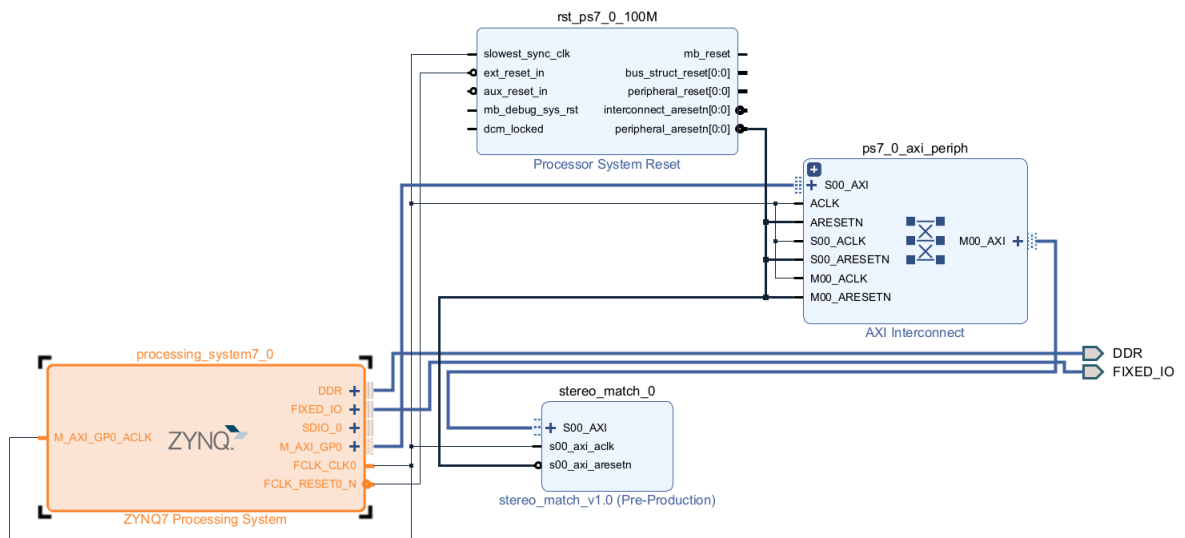 rst_ps7_0_100M
slowest_sync_clk
mb_reset
ext_reset_in
bus_struct_reset[0:0]
aux_reset_in
peripheral_reset[0:0]
mb_debug_sys_rst
interconnect_aresetn[0:0]
dcm_locked
peripheral_aresetn[0:0]
Processor System Reset
ps7_0_axi_periph
S00_AXI
ACLK
ARESETN
S00_ACLK
M00_AXI
S00_ARESETN
M00_ACLK
M00_ARESETN
AXI Interconnect
processing_system7_0
DDR
FIXED_IO
SDIO_0
M_AXI_GP0_ACLK
ZYNQ
M_AXI_GP0
FCLK_CLK0
FCLK_RESET0_N
ZYNQ7 Processing System
stereo_match_0
S00_AXI
s00_axi_aclk
s00_axi_aresetn
stereo_match_v1.0 (Pre-Production)
DDR
FIXED_IO